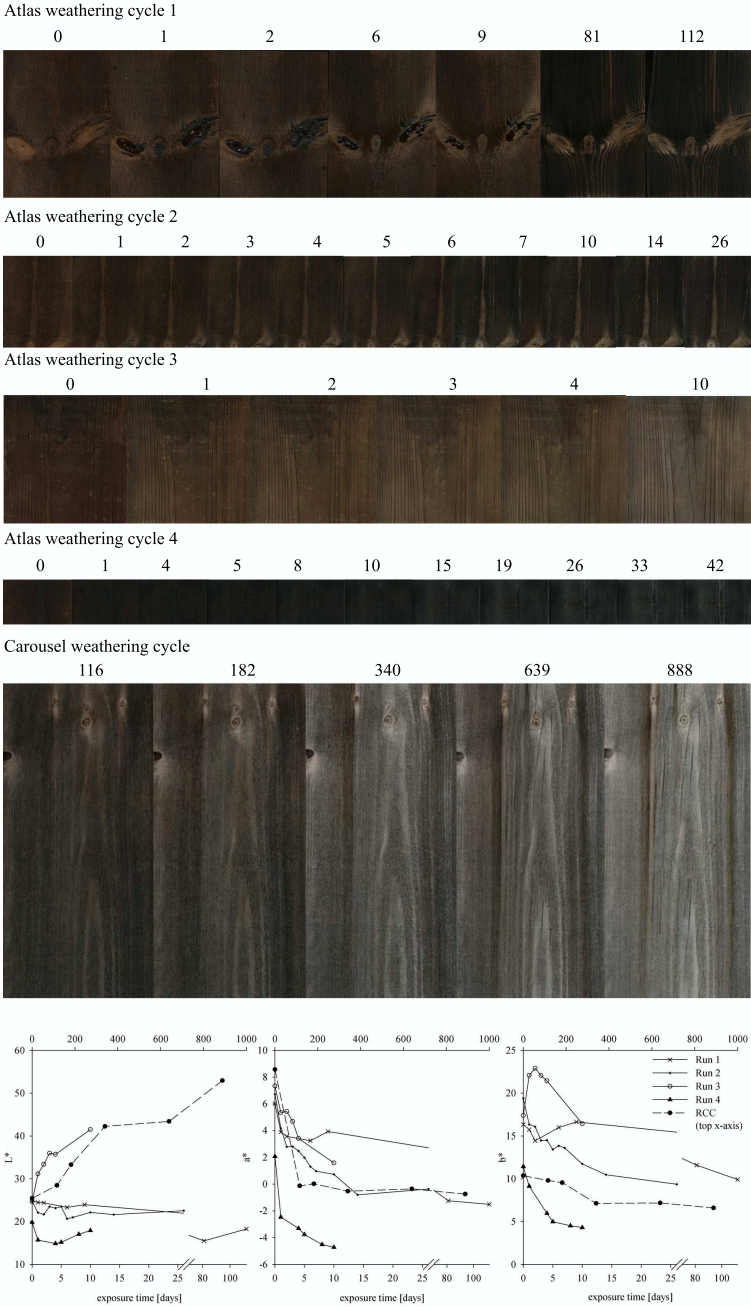 Atlas weathering cycle 1
0 1 2 6 9 81 112
Atlas weathering cycle 2
0 1 2 3 4 5 6 7 10 14 26
Atlas weathering cycle 3
0 1 2 3 4 10
Atlas weathering cycle 4
0 1 4 5 8 10 15 19 26 33 42
Carousel weathering cycle
116 182 340 639 888
0 200 400 600 800 1000
60
50
40
30
20
10
L*
0 5 10 15 20 25 80 100
exposure time [days]
0 200 400 600 800 1000
10
8
6
4
2
0
-2
-4
-6
a*
0 5 10 15 20 25 80 100
exposure time [days]
0 200 400 600 800 1000
25
20
15
10
5
0
b*
Run 1
Run 2
Run 3
Run 4
RCC
(top x-axis)
0 5 10 15 20 25 80 100
exposure time [days]